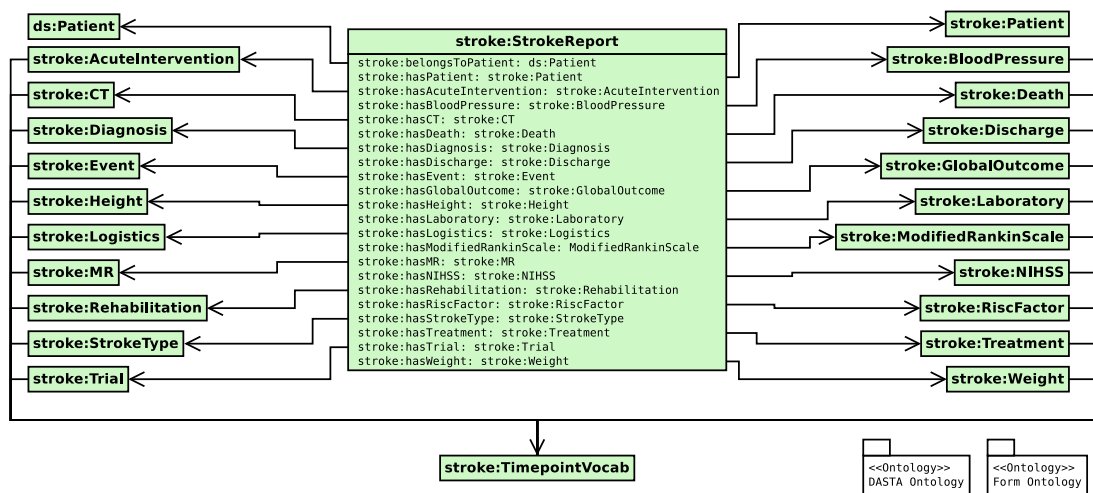 ds:Patient
stroke:AcuteIntervention
stroke:CT
stroke:Diagnosis
stroke:Event
stroke:Height
stroke:Logistics
stroke:MR
stroke:Rehabilitation
stroke:StrokeType
stroke:Trial
stroke:StrokeReport
stroke:belongsToPatient: ds:Patient
stroke:hasPatient: stroke:Patient
stroke:hasAcuteIntervention: stroke:AcuteIntervention
stroke:hasBloodPressure: stroke:BloodPressure
stroke:hasCT: stroke:CT
stroke:hasDeath: stroke:Death
stroke:hasDiagnosis: stroke:Diagnosis
stroke:hasDischarge: stroke:Discharge
stroke:hasEvent: stroke:Event
stroke:hasGlobalOutcome: stroke:GlobalOutcome
stroke:hasHeight: stroke:Height
stroke:hasLaboratory: stroke:Laboratory
stroke:hasLogistics: stroke:Logistics
stroke:hasModifiedRankinScale: ModifiedRankinScale
stroke:hasMR: stroke:MR
stroke:hasNIHSS: stroke:NIHSS
stroke:hasRehabilitation: stroke:Rehabilitation
stroke:hasRiscFactor: stroke:RiscFactor
stroke:hasStrokeType: stroke:StrokeType
stroke:hasTreatment: stroke:Treatment
stroke:hasTrial: stroke:Trial
stroke:hasWeight: stroke:Weight
stroke:Patient
stroke:BloodPressure
stroke:Death
stroke:Discharge
stroke:GlobalOutcome
stroke:Laboratory
stroke:ModifiedRankinScale
stroke:NIHSS
stroke:RiscFactor
stroke:Treatment
stroke:Weight
stroke:TimepointVocab
<<Ontology>>
DASTA Ontology
<<Ontology>>
Form Ontology